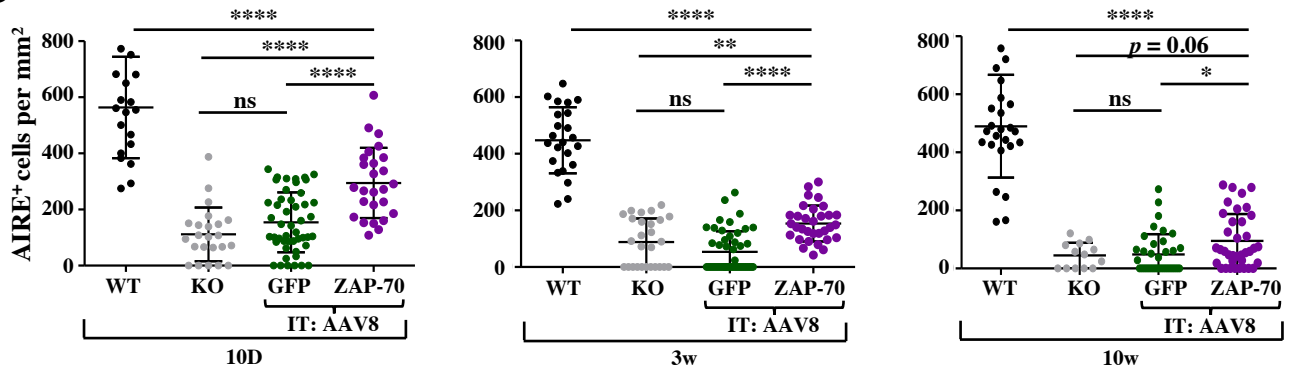 AIRE⁺ cells per mm²
800
600
400
200
0
****
****
****
ns
WT
KO
GFP
ZAP-70
IT: AAV8
10D
800
600
400
200
0
****
**
****
ns
WT
KO
GFP
ZAP-70
IT: AAV8
3w
800
600
400
200
0
****
p = 0.06
*
ns
WT
KO
GFP
ZAP-70
IT: AAV8
10w